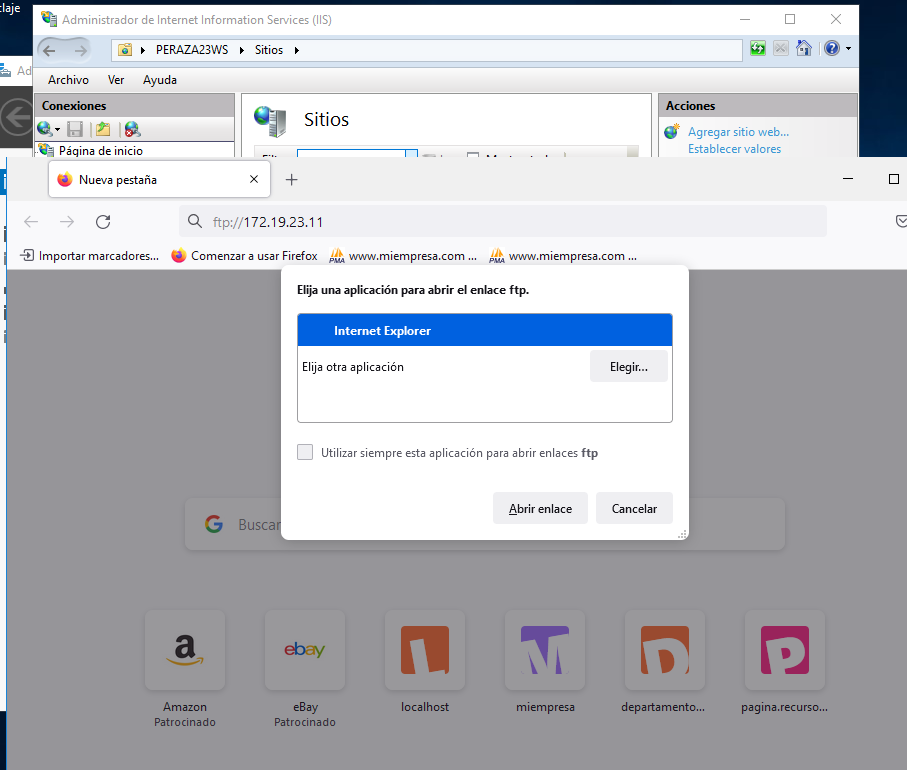 claje
Administrador de Internet Information Services (IIS)
PERAZA23WS
Sitios
Ad
Archivo
Ver
Ayuda
Conexiones
Página de inicio
Sitios
Acciones
Agregar sitio web...
Establecer valores
Nueva pestaña
ftp://172.19.23.11
Importar marcadores...
Comenzar a usar Firefox
PMA
www.miempresa.com ...
PMA
www.miempresa.com ...
Elija una aplicación para abrir el enlace ftp.
Internet Explorer
Elija otra aplicación
Elegir...
Utilizar siempre esta aplicación para abrir enlaces ftp
Abrir enlace
Cancelar
G
Buscar
a
Amazon
Patrocinado
ebay
eBay
Patrocinado
L
localhost
M
miempresa
D
departamento...
P
pagina.recurso...